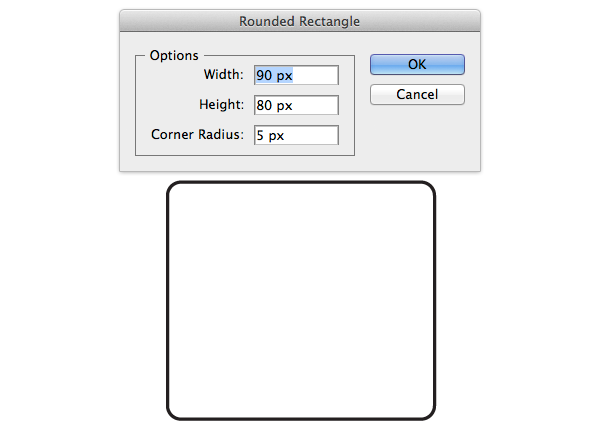 Rounded Rectangle
Options
Width: 90 px
OK
Height: 80 px
Cancel
Corner Radius: 5 px